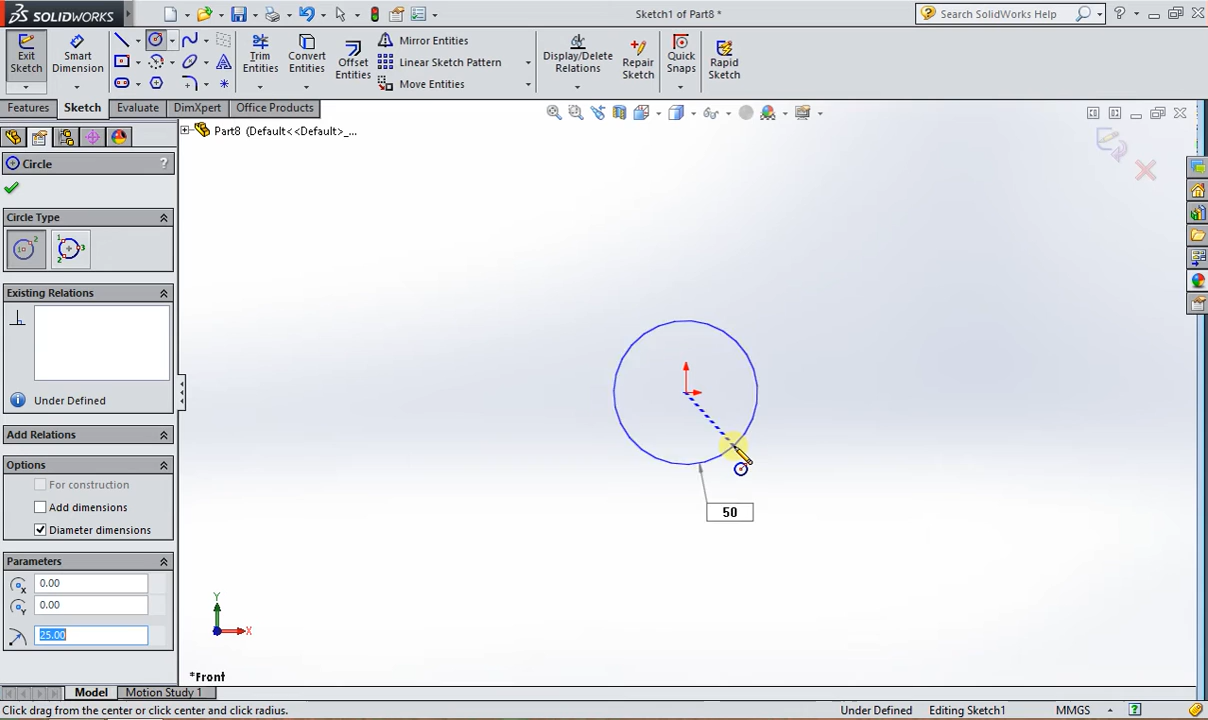 SOLIDWORKS
Sketch1 of Part8 *
Search SolidWorks Help
Exit Sketch
Smart Dimension
Trim Entities
Convert Entities
Offset Entities
Mirror Entities
Linear Sketch Pattern
Move Entities
Display/Delete Relations
Repair Sketch
Quick Snaps
Rapid Sketch
Features
Sketch
Evaluate
DimXpert
Office Products
Part8 (Default<<Default>_...
Circle
?
Circle Type
Existing Relations
Under Defined
Add Relations
Options
For construction
Add dimensions
Diameter dimensions
Parameters
0.00
0.00
25.00
50
Y
X
*Front
Model
Motion Study 1
Click drag from the center or click center and click radius.
Under Defined
Editing Sketch1
MMGS